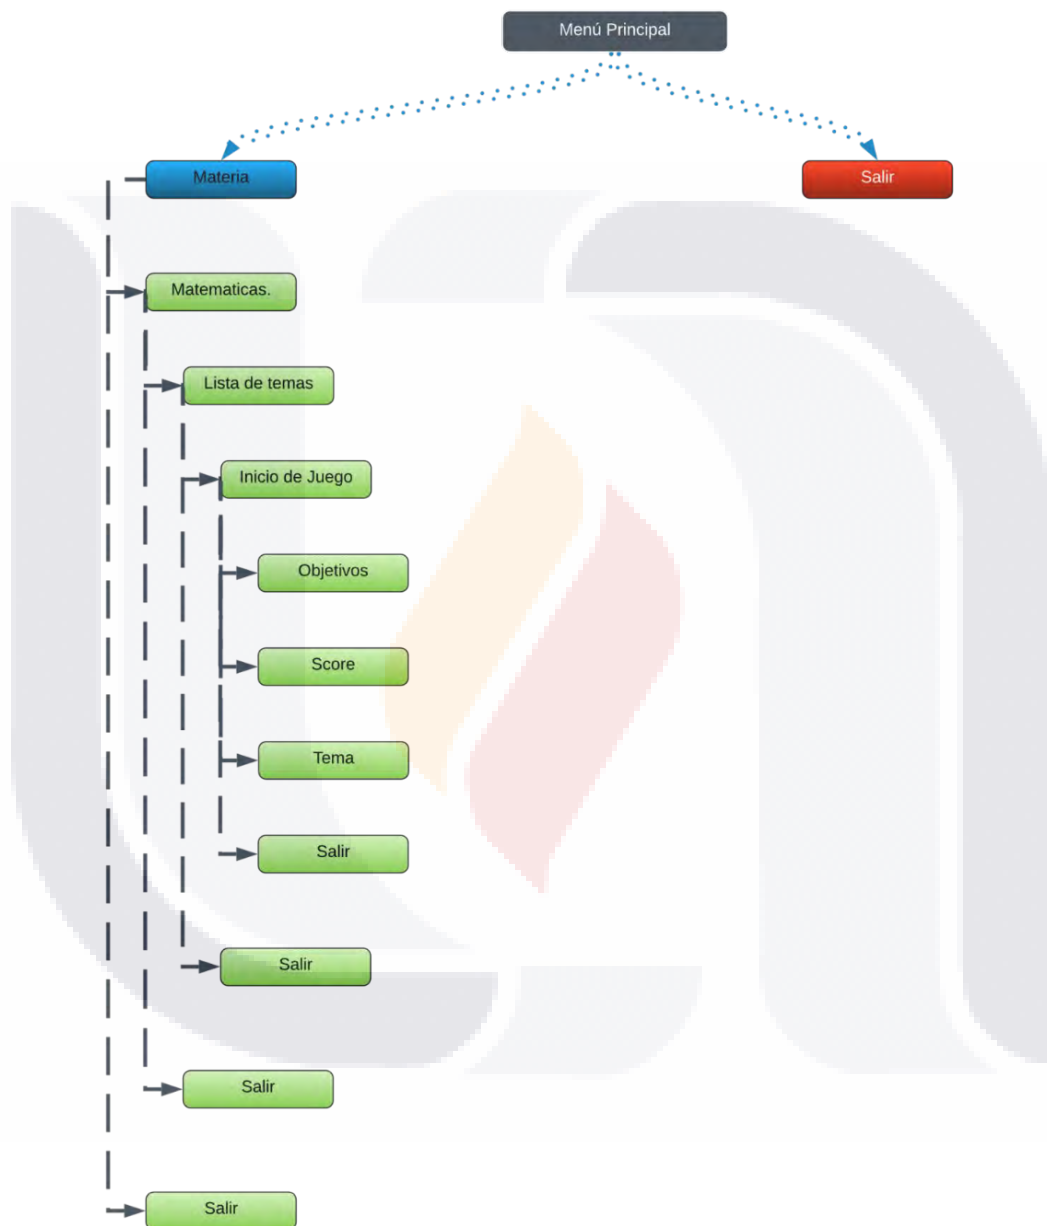 Menú Principal
Materia
Salir
Matematicas.
Lista de temas
Inicio de Juego
Objetivos
Score
Tema
Salir
Salir
Salir
Salir